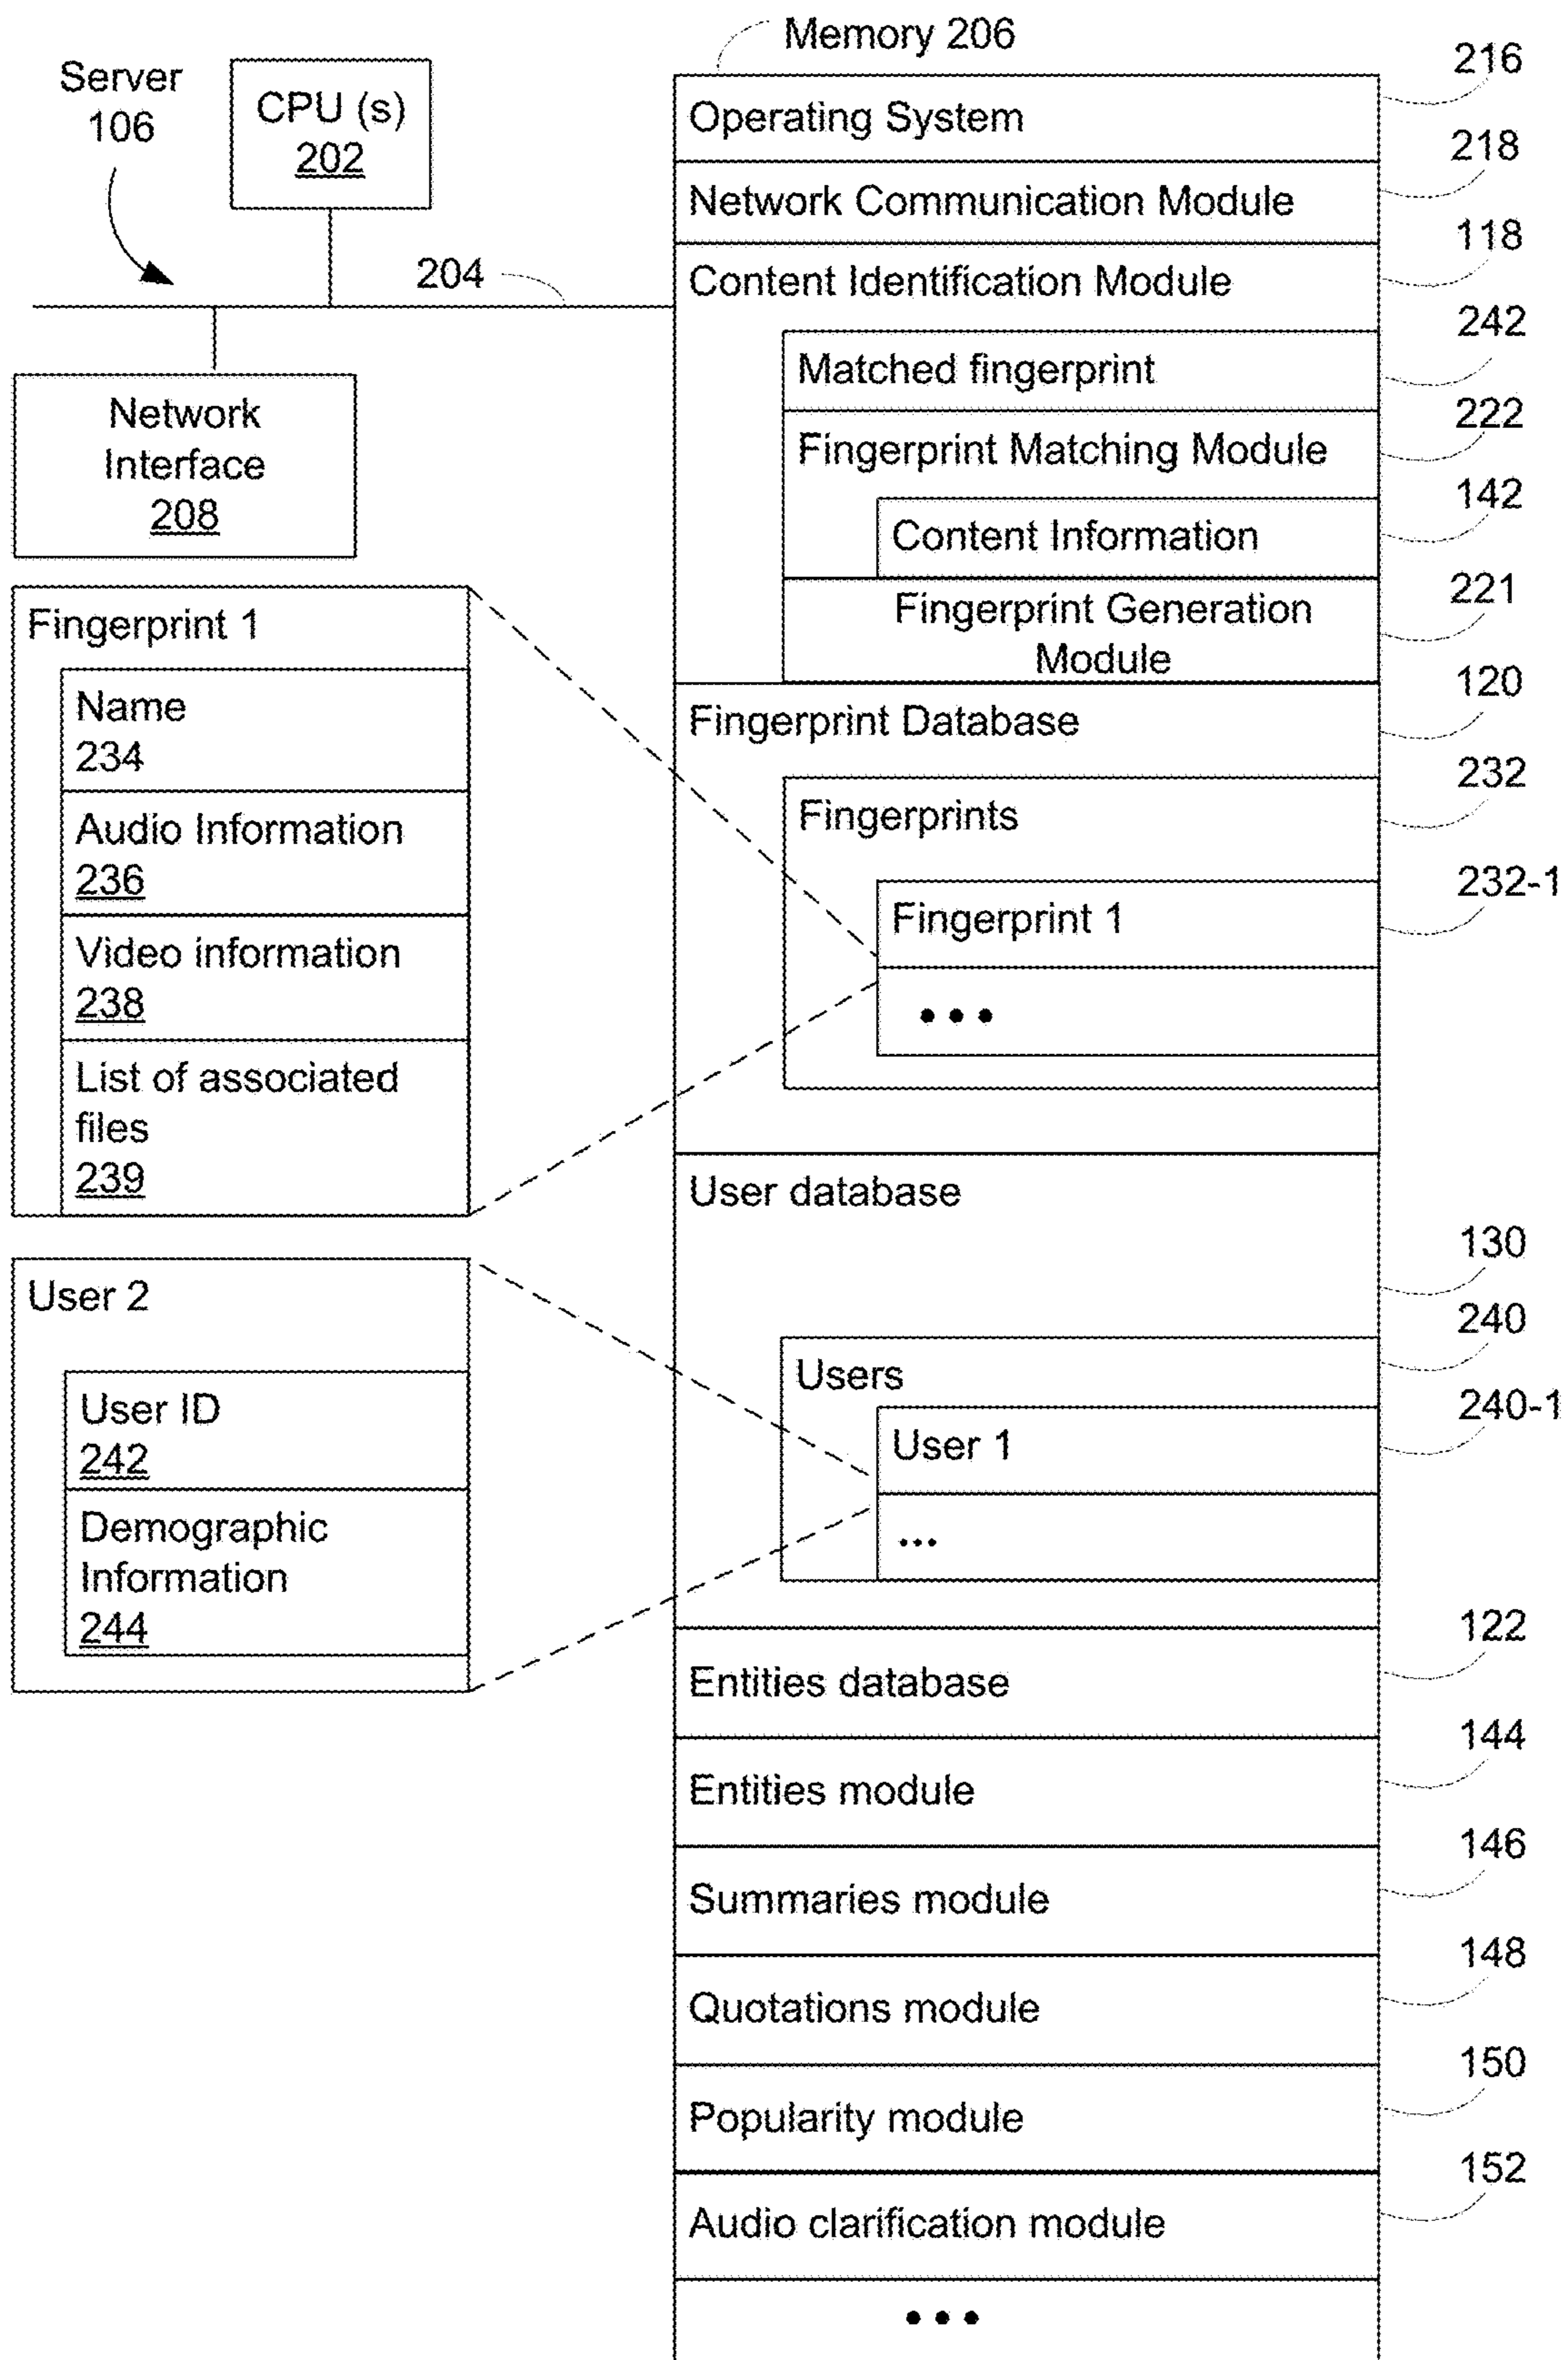 Memory 206
Server
106
CPU (s)
202
204
Network
Interface
208
Operating System
216
Network Communication Module
218
Content Identification Module
118
Matched fingerprint
242
Fingerprint Matching Module
222
Content Information
142
Fingerprint Generation
Module
221
Fingerprint Database
120
Fingerprints
232
Fingerprint 1
232-1
•••
Fingerprint 1
Name
234
Audio Information
236
Video information
238
List of associated
files
239
User database
130
Users
240
User 1
240-1
...
User 2
User ID
242
Demographic
Information
244
Entities database
122
Entities module
144
Summaries module
146
Quotations module
148
Popularity module
150
Audio clarification module
152
•••